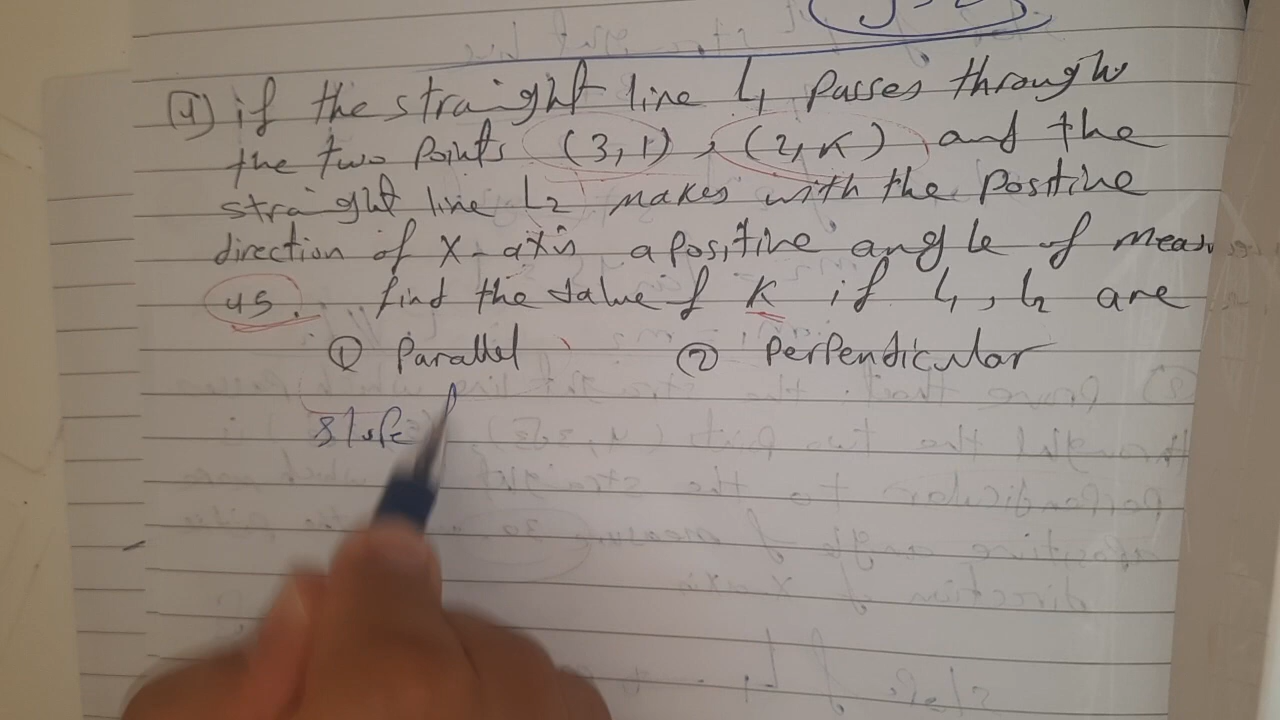 (4) if the straight line L1 Passes through
the two Points (3,1), (2,K) and the
straight line L2 makes with the Positive
direction of X-axis a positive angle of meas
45. find the value of K if L1, L2 are
① Parallel ② PerPendicular
slope